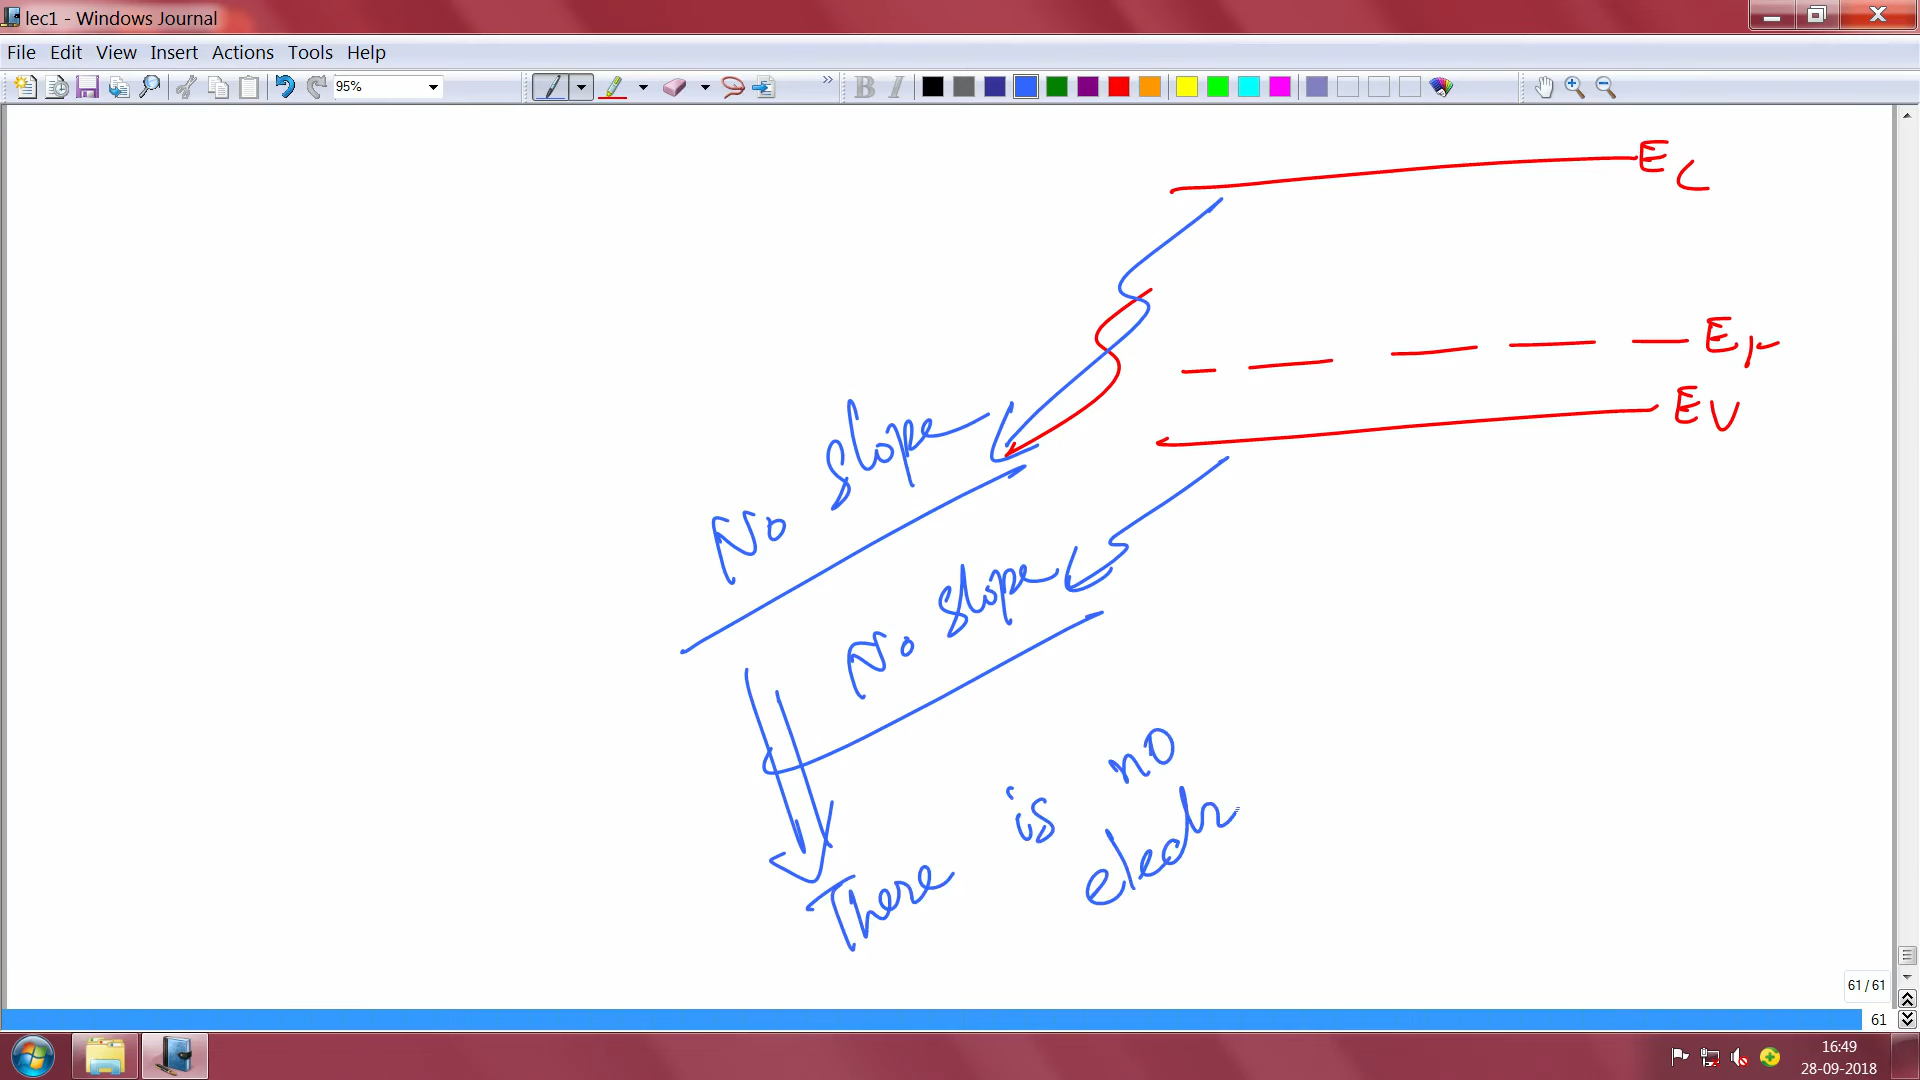 lec1 - Windows Journal
File Edit View Insert Actions Tools Help
95%
B I
EC
EF
EV
No slope
No slope
There is no
electr
61 / 61
61
16:49
28-09-2018